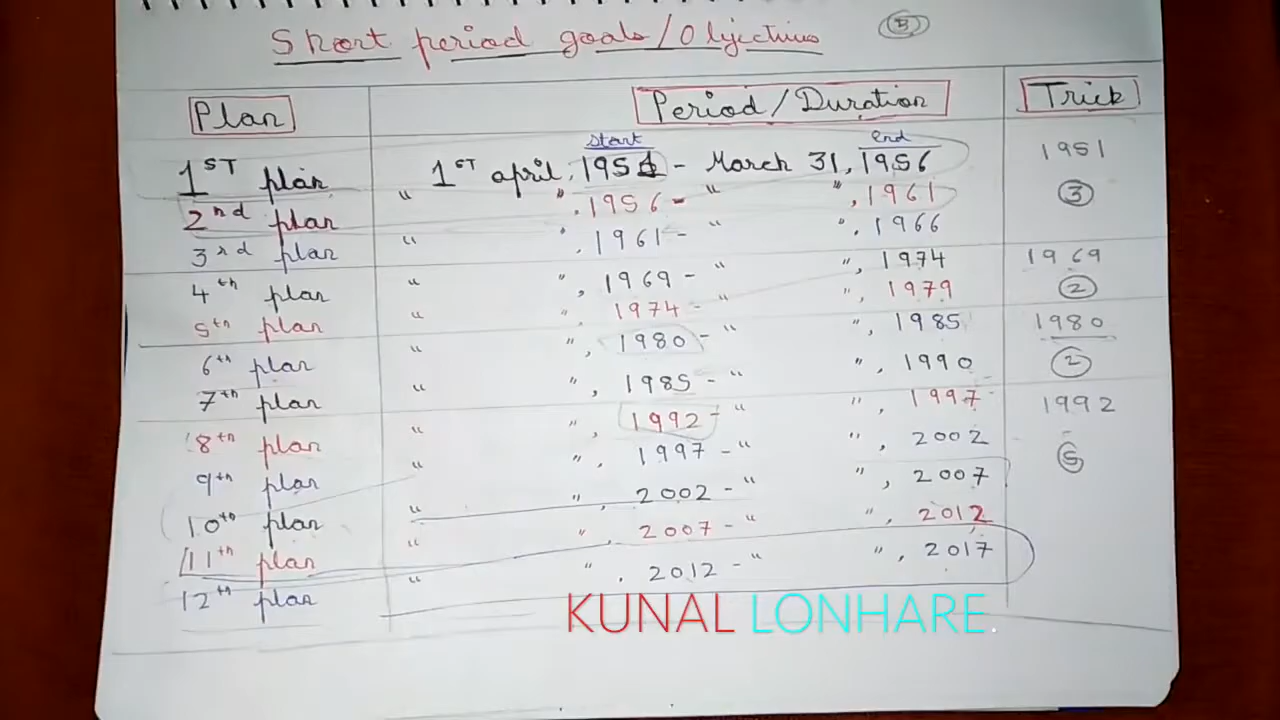 Short period goals/Objectives (B)
Plan Period/Duration Trick
start end
1ST plan 1ST april, 1951 - March 31, 1956 1951
2nd plan " ", 1956 - " ", 1961 3
3rd plan " ", 1961 - " ", 1966
4th plan " ", 1969 - " ", 1974 1969
5th plan " ", 1974 - " ", 1979 2
6th plan " ", 1980 - " ", 1985 1980
7th plan " ", 1985 - " ", 1990 2
8th plan " ", 1992 - " ", 1997 1992
9th plan " ", 1997 - " ", 2002 5
10th plan " ", 2002 - " ", 2007
11th plan " ", 2007 - " ", 2012
12th plan " ", 2012 - " ", 2017
KUNAL LONHARE.